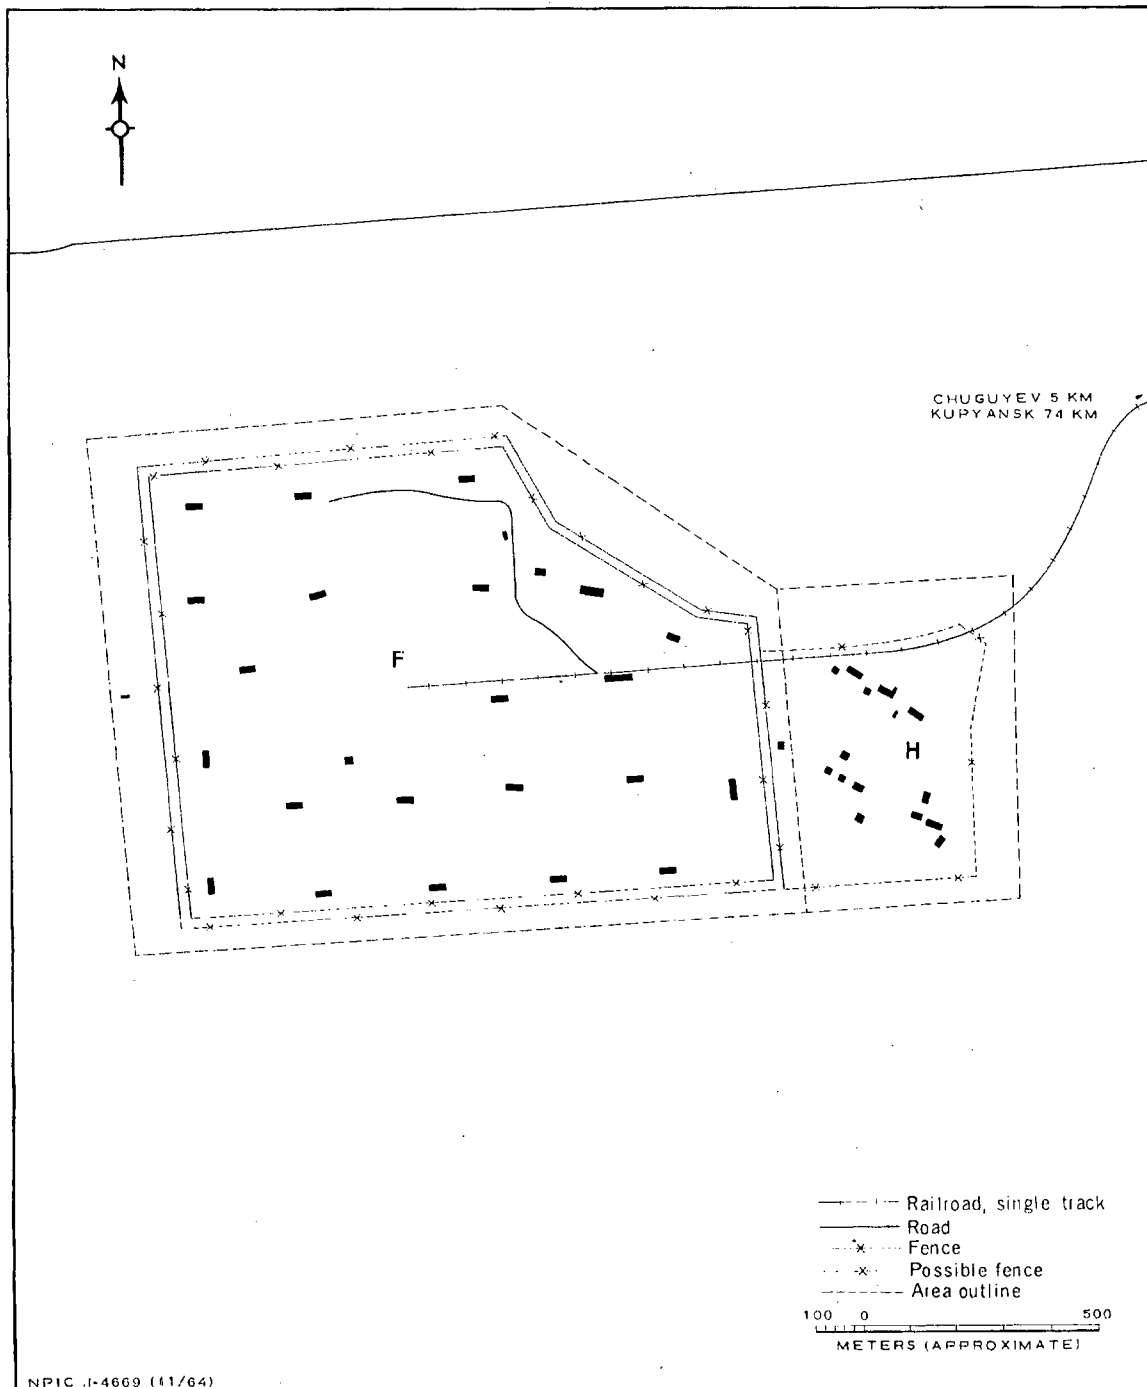 N
CHUGUYEV 5 KM
KUPYANSK 74 KM
F
H
Railroad, single track
Road
Fence
Possible fence
Area outline
100 0 500
METERS (APPROXIMATE)
NPIC J-4669 (11/64)